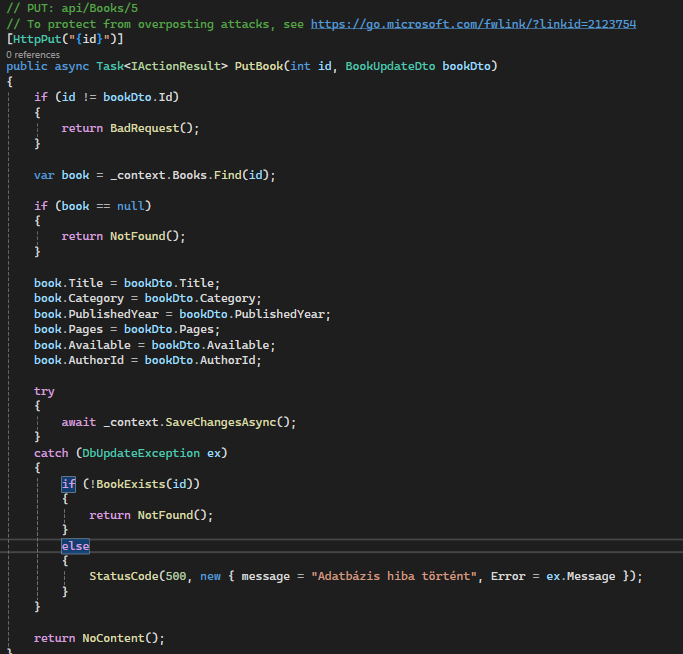 // PUT: api/Books/5
// To protect from overposting attacks, see https://go.microsoft.com/fwlink/?linkid=2123754
[HttpPut("{id}")]
0 references
public async Task<IActionResult> PutBook(int id, BookUpdateDto bookDto)
{
    if (id != bookDto.Id)
    {
        return BadRequest();
    }

    var book = _context.Books.Find(id);

    if (book == null)
    {
        return NotFound();
    }

    book.Title = bookDto.Title;
    book.Category = bookDto.Category;
    book.PublishedYear = bookDto.PublishedYear;
    book.Pages = bookDto.Pages;
    book.Available = bookDto.Available;
    book.AuthorId = bookDto.AuthorId;

    try
    {
        await _context.SaveChangesAsync();
    }
    catch (DbUpdateException ex)
    {
        if (!BookExists(id))
        {
            return NotFound();
        }
        else
        {
            StatusCode(500, new { message = "Adatbázis hiba történt", Error = ex.Message });
        }
    }

    return NoContent();
}